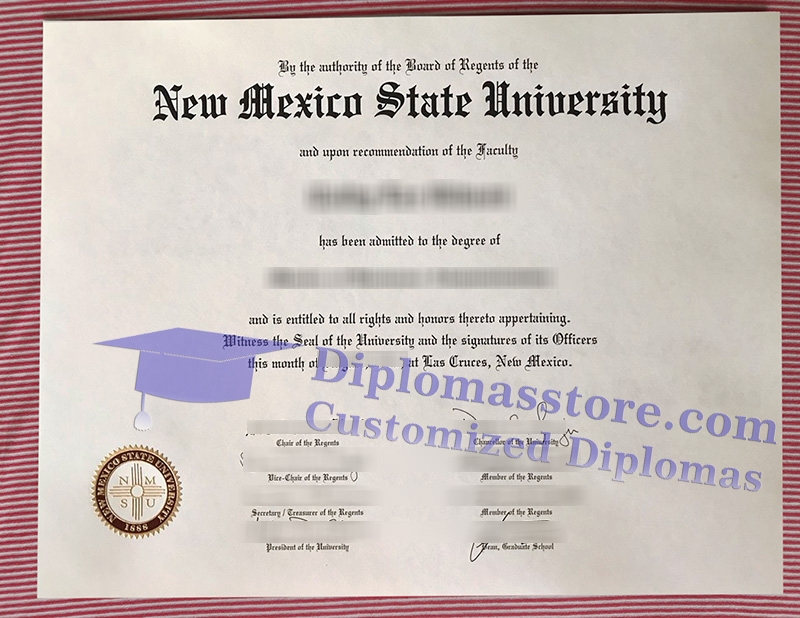 By the authority of the Board of Regents of the
New Mexico State University
and upon recommendation of the Faculty
has been admitted to the degree of
and is entitled to all rights and honors thereto appertaining.
Witness the Seal of the University and the signatures of its Officers
this month of at Las Cruces, New Mexico.
Diplomasstore.com
Customized Diplomas
Chair of the Regents
Chancellor of the University
Vice-Chair of the Regents
Member of the Regents
Secretary / Treasurer of the Regents
Member of the Regents
President of the University
Dean, Graduate School
NEW MEXICO STATE UNIVERSITY
N M
S U
1888